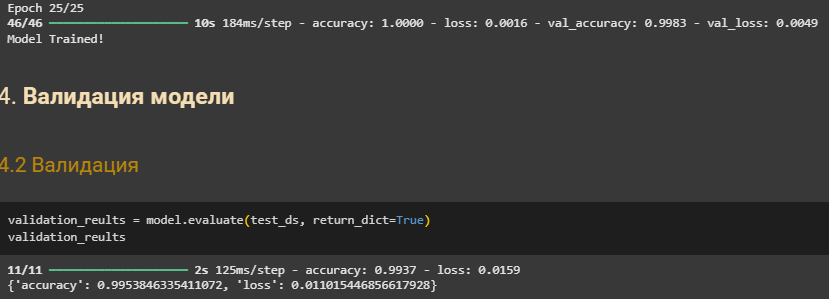 Epoch 25/25
46/46 ━━━━━━━━━━━━━━━━━━━━ 10s 184ms/step - accuracy: 1.0000 - loss: 0.0016 - val_accuracy: 0.9983 - val_loss: 0.0049
Model Trained!
4. Валидация модели
4.2 Валидация
validation_reults = model.evaluate(test_ds, return_dict=True)
validation_reults
11/11 ━━━━━━━━━━━━━━━━━━━━ 2s 125ms/step - accuracy: 0.9937 - loss: 0.0159
{'accuracy': 0.9953846335411072, 'loss': 0.011015446856617928}